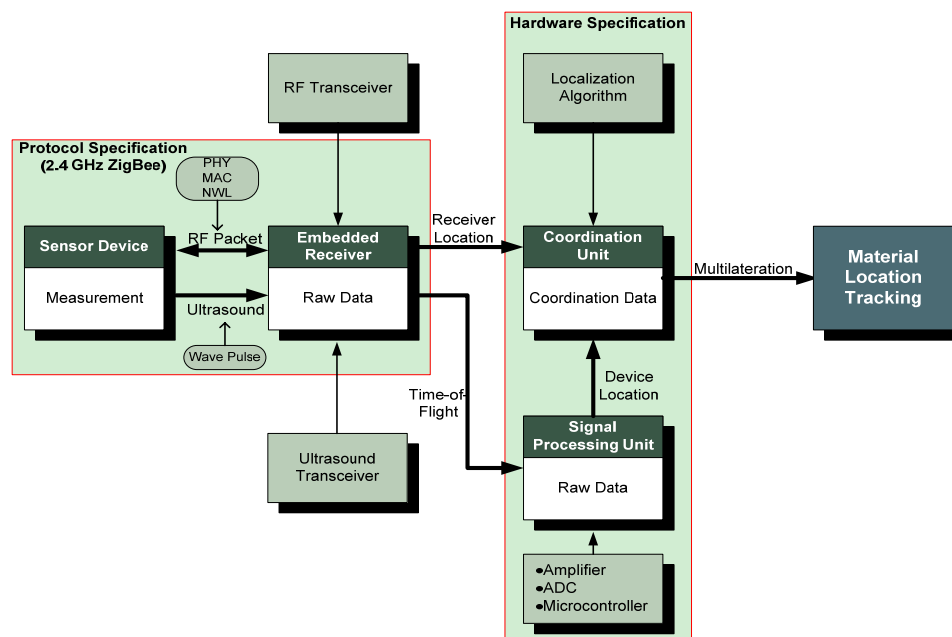 Hardware Specification
RF Transceiver
Localization
Algorithm
Protocol Specification
(2.4 GHz ZigBee)
PHY
MAC
NWL
Sensor Device
Measurement
RF Packet
Ultrasound
Wave Pulse
Embedded
Receiver
Raw Data
Receiver
Location
Coordination
Unit
Coordination Data
Multilateration
Material
Location
Tracking
Time-of-
Flight
Device
Location
Ultrasound
Transceiver
Signal
Processing Unit
Raw Data
•Amplifier
•ADC
•Microcontroller